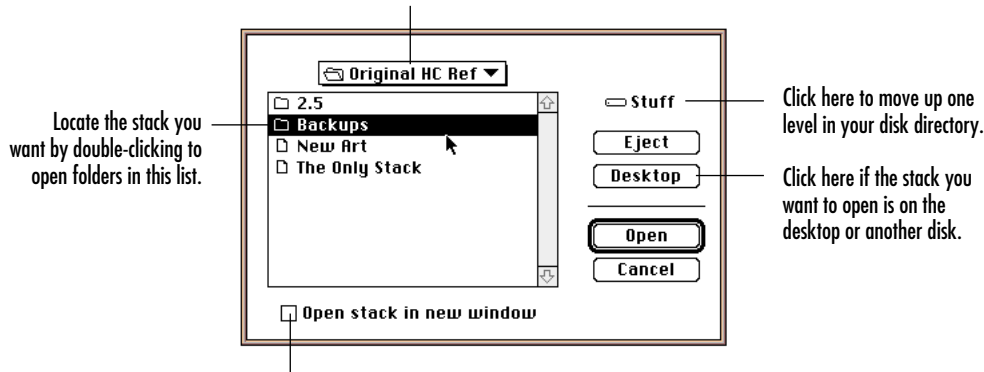 Original HC Ref
2.5
Backups
New Art
The Only Stack
Stuff
Eject
Desktop
Open
Cancel
Open stack in new window
Locate the stack you
want by double-clicking to
open folders in this list.
Click here to move up one
level in your disk directory.
Click here if the stack you
want to open is on the
desktop or another disk.